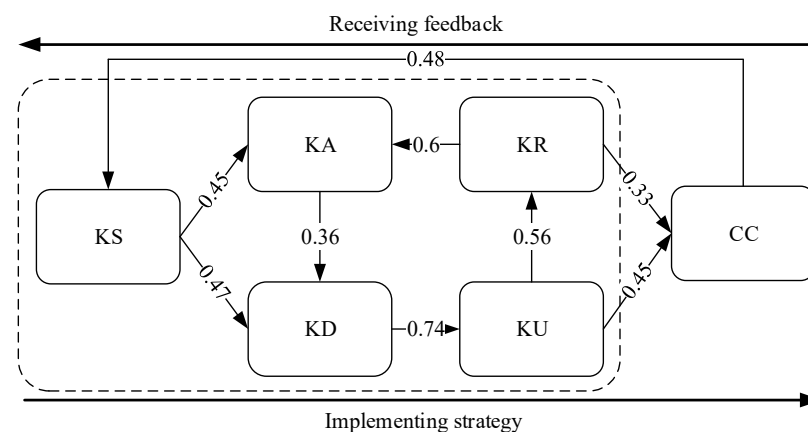 Receiving feedback
0.48
KA
KR
0.6
0.45
0.33
KS
0.36
0.56
CC
0.47
0.45
KD
0.74
KU
Implementing strategy